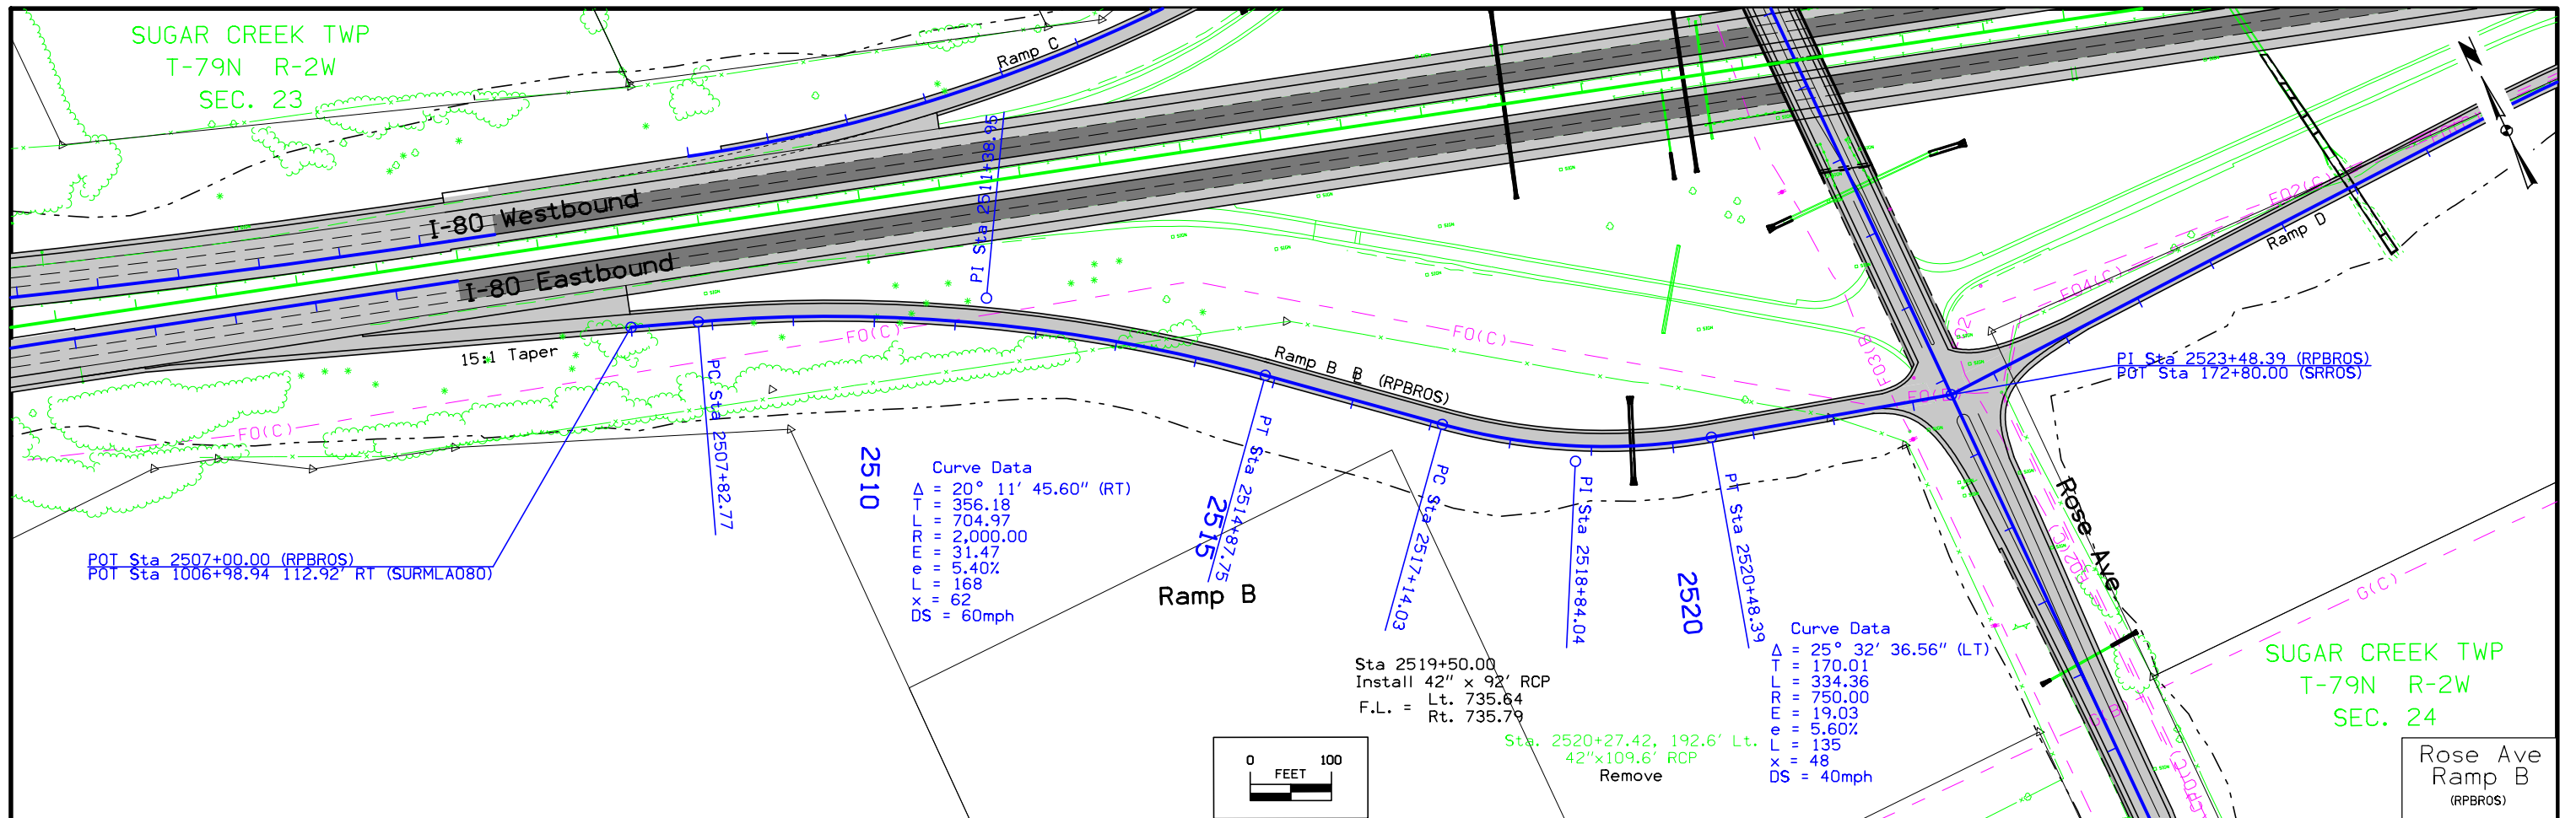 SUGAR CREEK TWP
T-79N R-2W
SEC. 23
Ramp C
I-80 Westbound
I-80 Eastbound
PI Sta 2511+38.95
15:1 Taper
FO(C)
FO(C)
FO(C)
Ramp B B (RPBROS)
FO3(B)
FO2
FO4(C)
FO2(C)
Ramp D
PI Sta 2523+48.39 (RPBROS)
POT Sta 172+80.00 (SRROS)
PC Sta 2507+82.77
POT Sta 2507+00.00 (RPBROS)
POT Sta 1006+98.94 112.92' RT (SURMLA080)
2510
Curve Data
Δ = 20° 11' 45.60" (RT)
T = 356.18
L = 704.97
R = 2,000.00
E = 31.47
e = 5.40%
L = 168
x = 62
DS = 60mph
PT Sta 2514+87.75
2515
Ramp B
PC Sta 2517+14.03
PI Sta 2518+84.04
PT Sta 2520+48.39
2520
Sta 2519+50.00
Install 42" x 92' RCP
F.L. = Lt. 735.64
Rt. 735.79
Sta. 2520+27.42, 192.6' Lt.
42"x109.6' RCP
Remove
Curve Data
Δ = 25° 32' 36.56" (LT)
T = 170.01
L = 334.36
R = 750.00
E = 19.03
e = 5.60%
L = 135
x = 48
DS = 40mph
Rose Ave
FO2(C)
G(C)
SUGAR CREEK TWP
T-79N R-2W
SEC. 24
0 100
FEET
Rose Ave
Ramp B
(RPBROS)